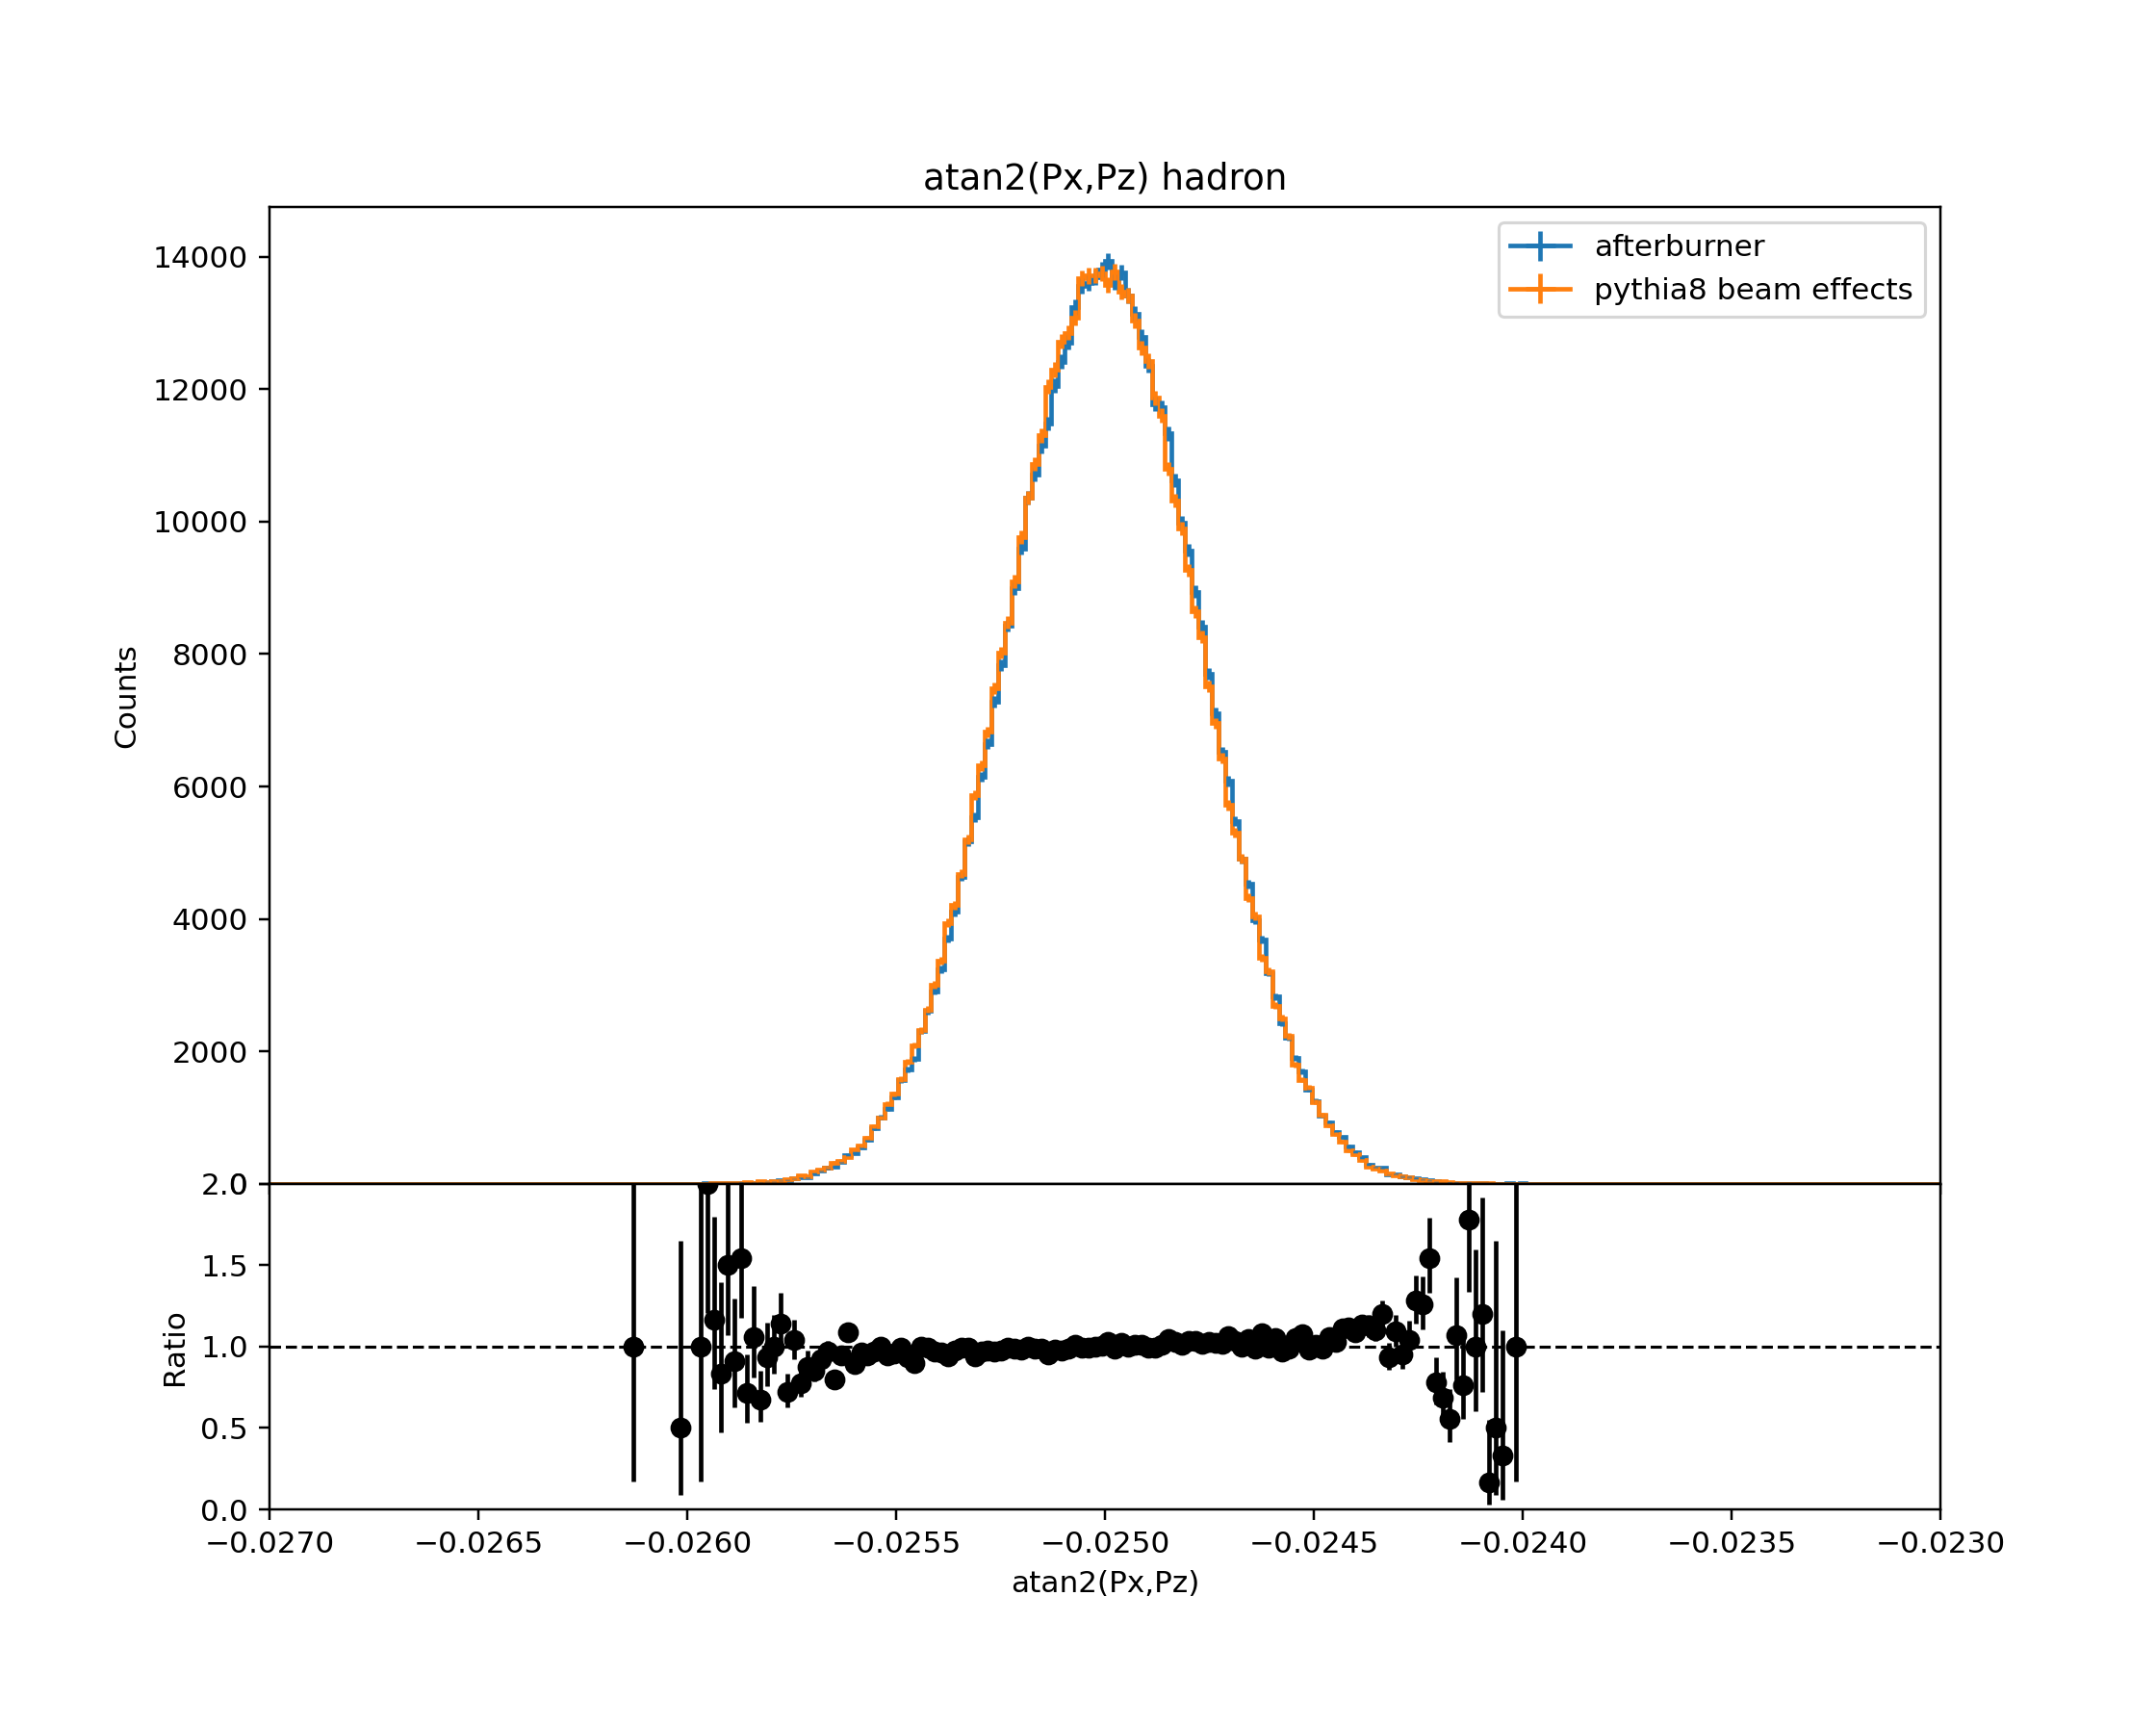 atan2(Px,Pz) hadron
14000
12000
10000
8000
6000
4000
2000
Counts
afterburner
pythia8 beam effects
2.0
1.5
1.0
0.5
0.0
Ratio
−0.0270 −0.0265 −0.0260 −0.0255 −0.0250 −0.0245 −0.0240 −0.0235 −0.0230
atan2(Px,Pz)